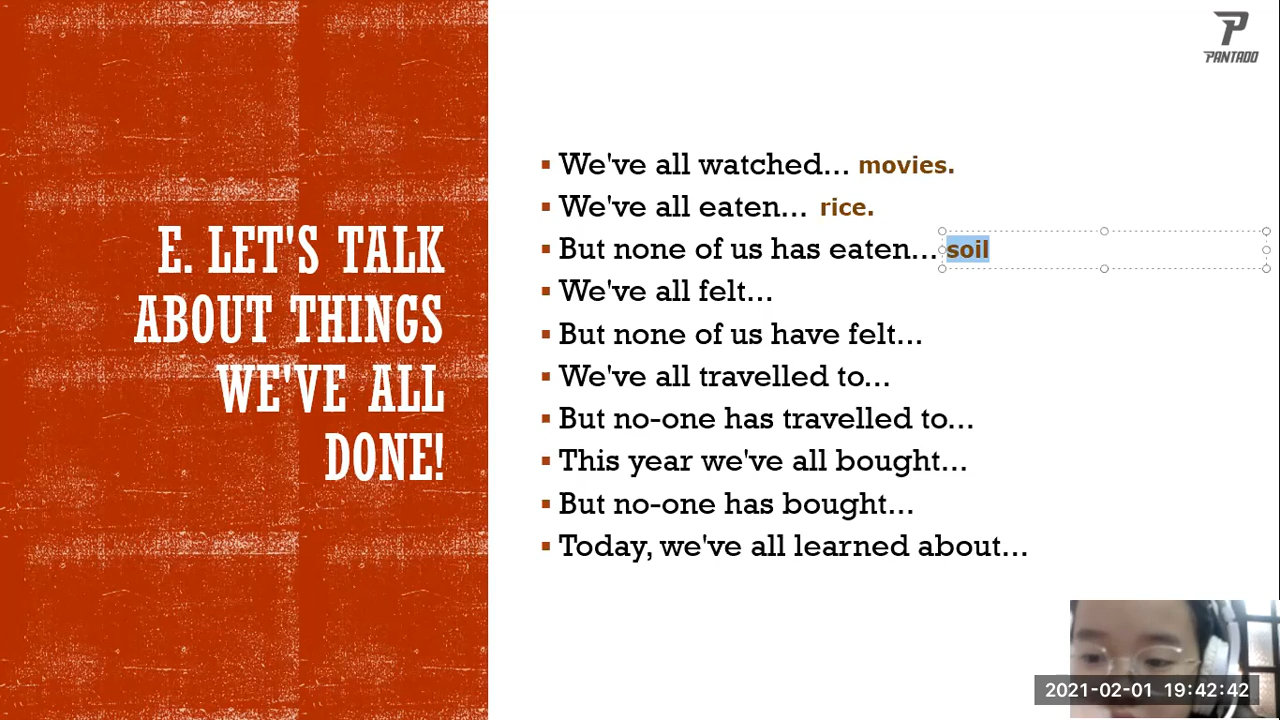 PANTADO
E. LET'S TALK
ABOUT THINGS
WE'VE ALL
DONE!
We've all watched... movies.
We've all eaten... rice.
But none of us has eaten... soil
We've all felt...
But none of us have felt...
We've all travelled to...
But no-one has travelled to...
This year we've all bought...
But no-one has bought...
Today, we've all learned about...
2021-02-01 19:42:42